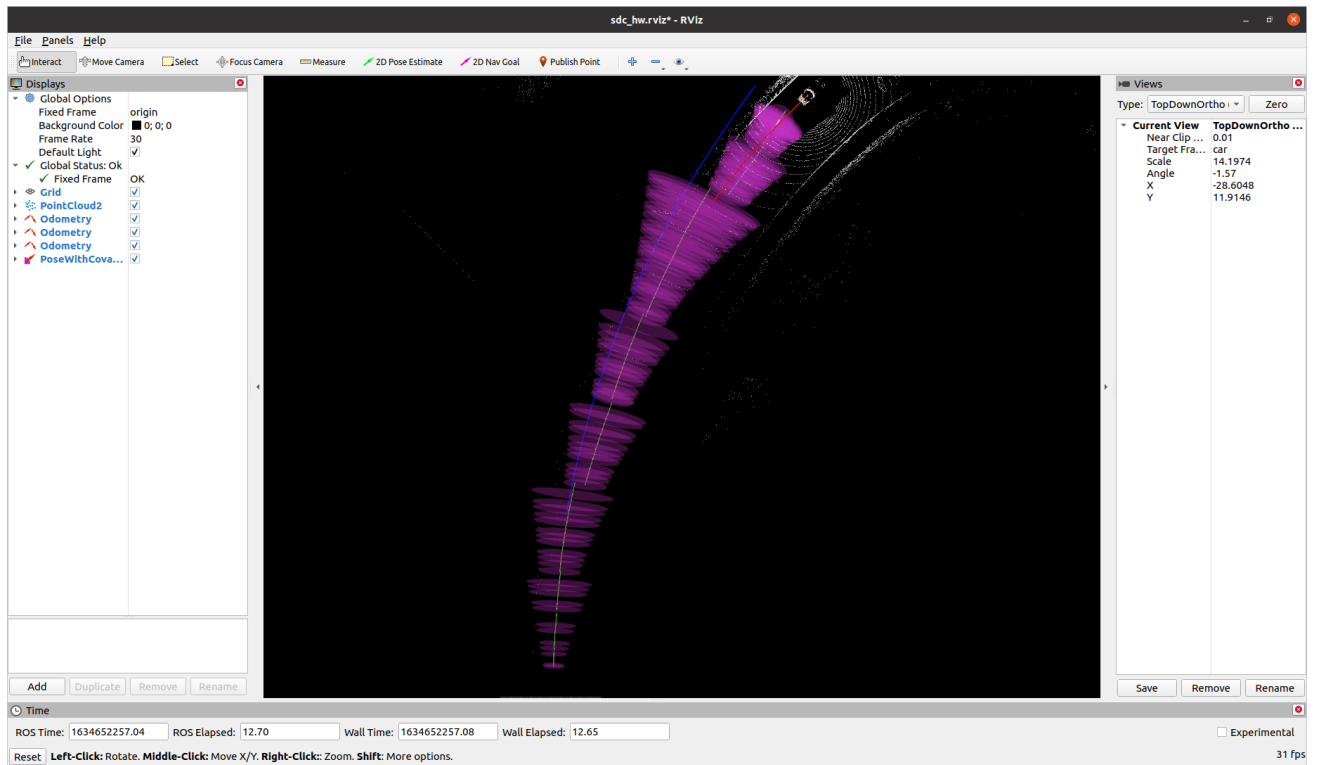 sdc_hw.rviz* - RViz
File Panels Help
Interact Move Camera Select Focus Camera Measure 2D Pose Estimate 2D Nav Goal Publish Point
Displays
Global Options
Fixed Frame origin
Background Color 0; 0; 0
Frame Rate 30
Default Light
Global Status: Ok
Fixed Frame OK
Grid
PointCloud2
Odometry
Odometry
Odometry
PoseWithCova...
Add Duplicate Remove Rename
Views
Type: TopDownOrtho ( Zero
Current View TopDownOrtho ...
Near Clip ... 0.01
Target Fra... car
Scale 14.1974
Angle -1.57
X -28.6048
Y 11.9146
Save Remove Rename
Time
ROS Time: 1634652257.04 ROS Elapsed: 12.70 Wall Time: 1634652257.08 Wall Elapsed: 12.65 Experimental
Reset Left-Click: Rotate. Middle-Click: Move X/Y. Right-Click:: Zoom. Shift: More options. 31 fps